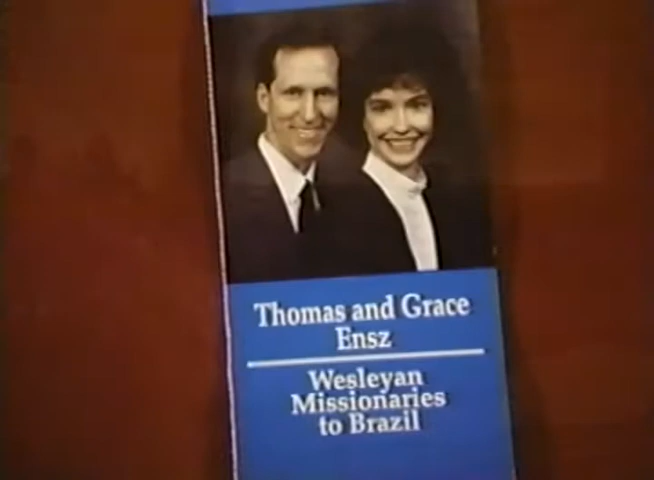 Thomas and Grace
Ensz
Wesleyan
Missionaries
to Brazil